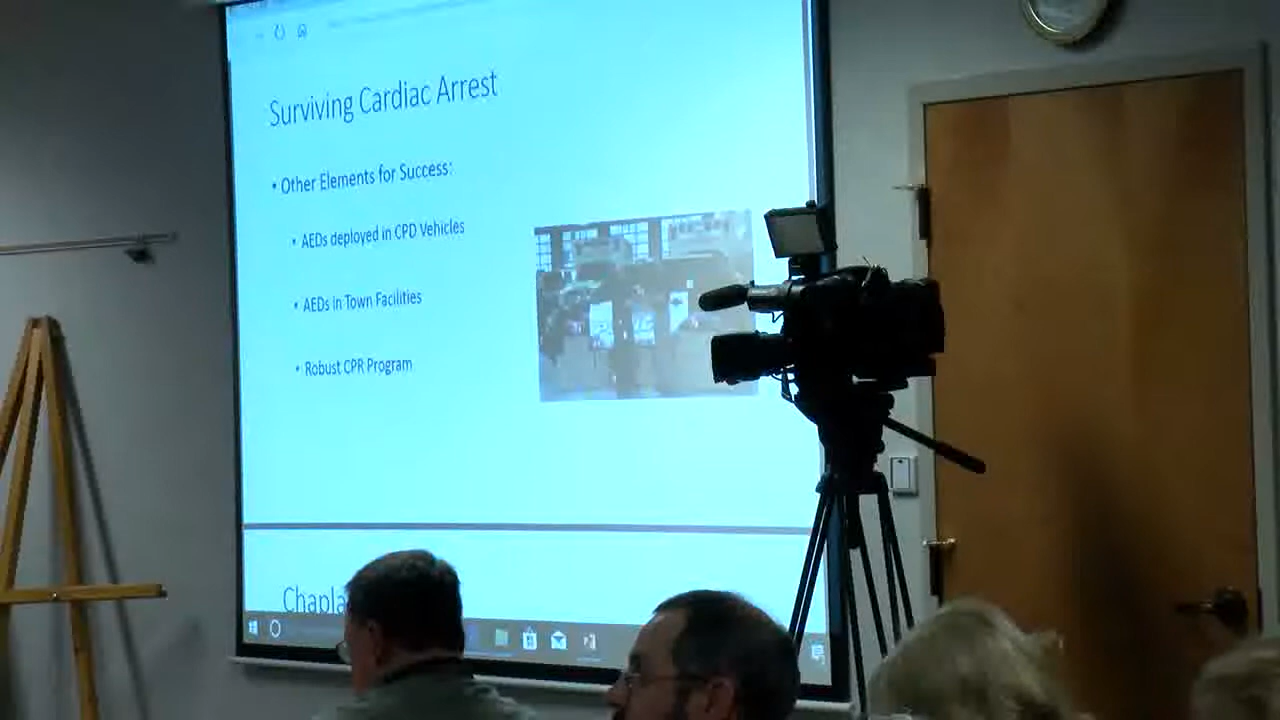 Surviving Cardiac Arrest
• Other Elements for Success:
• AEDs deployed in CPD Vehicles
• AEDs in Town Facilities
• Robust CPR Program
Chapla